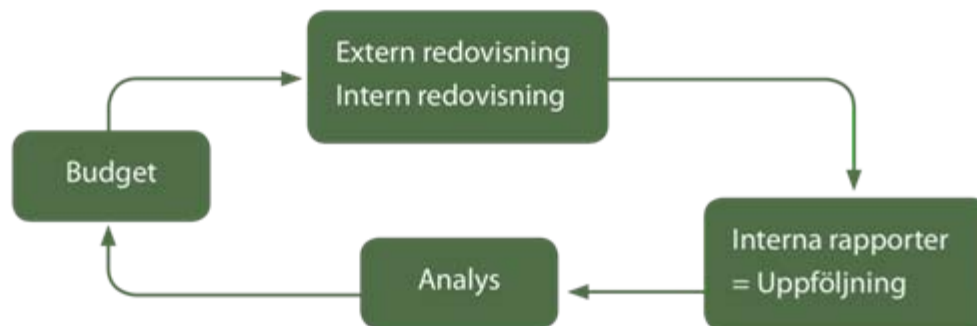 Extern redovisning
Intern redovisning
Budget
Interna rapporter
= Uppföljning
Analys